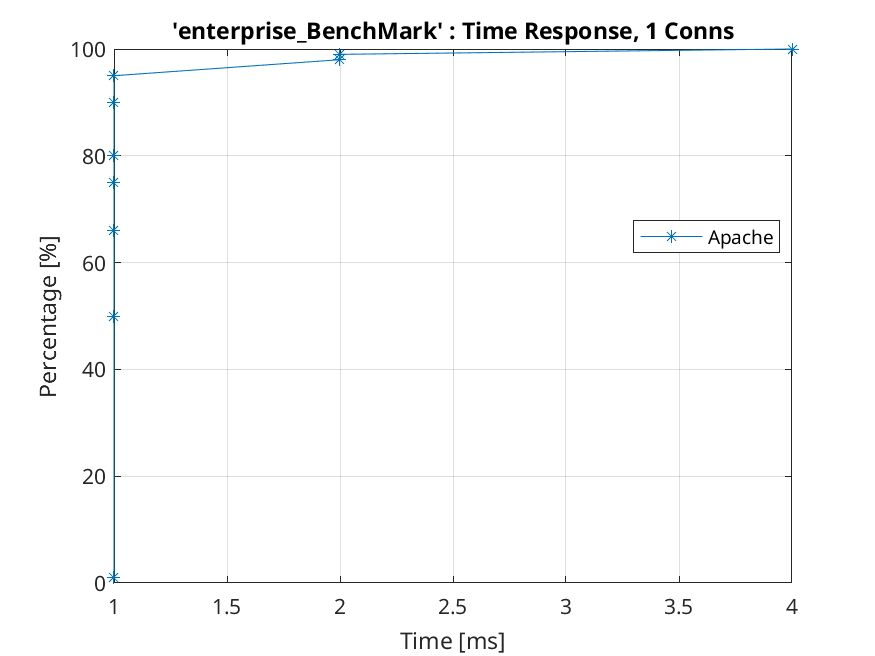 'enterprise_BenchMark' : Time Response, 1 Conns
100
80
60
40
20
0
Percentage [%]
Apache
1 1.5 2 2.5 3 3.5 4
Time [ms]